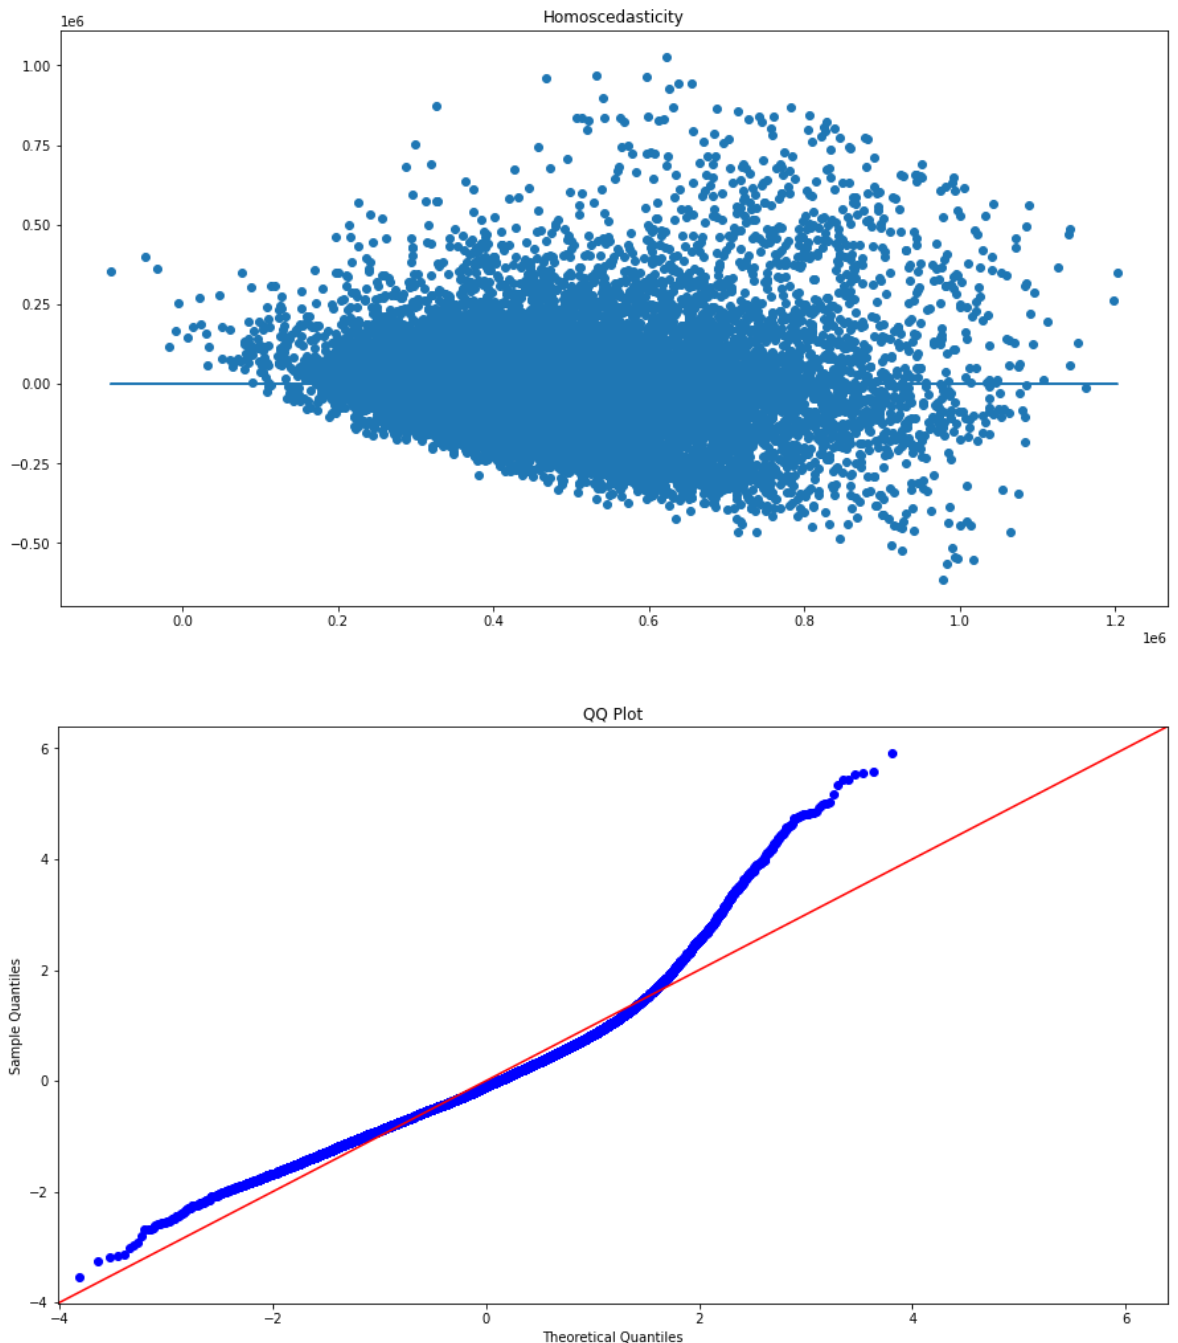 Homoscedasticity
1e6
1.00
0.75
0.50
0.25
0.00
−0.25
−0.50
0.0 0.2 0.4 0.6 0.8 1.0 1.2
1e6
QQ Plot
6
4
2
0
−2
−4
Sample Quantiles
−4 −2 0 2 4 6
Theoretical Quantiles